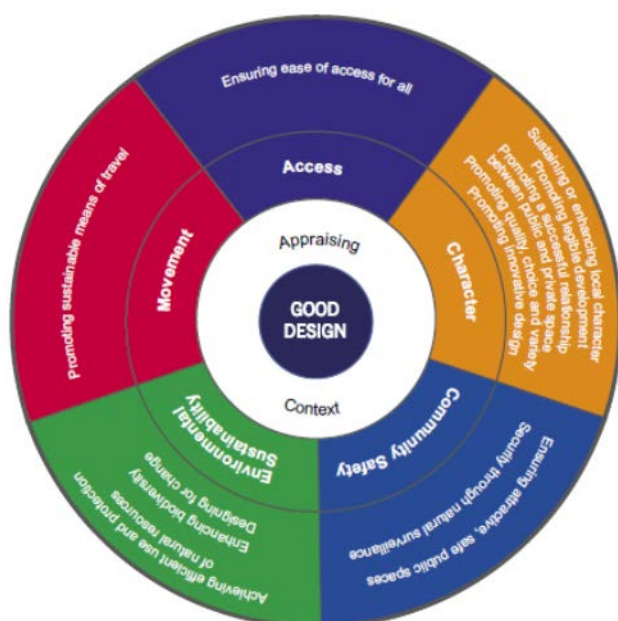 Ensuring ease of access for all
Access
Sustaining or enhancing local character
Promoting legible development
Promoting a successful relationship
between public and private space
Promoting quality, choice and variety
Promoting innovative design
Character
Ensuring attractive, safe public spaces
Security through natural surveillance
Community Safety
Environmental
Sustainability
Achieving efficient use and protection
of natural resources
Enhancing biodiversity
Designing for change
Promoting sustainable means of travel
Movement
Appraising
GOOD
DESIGN
Context